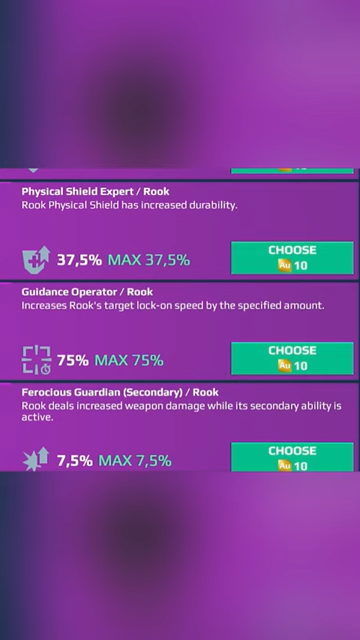 Physical Shield Expert / Rook
Rook Physical Shield has increased durability.
37,5% MAX 37,5%
CHOOSE
Au 10
Guidance Operator / Rook
Increases Rook's target lock-on speed by the specified amount.
75% MAX 75%
CHOOSE
Au 10
Ferocious Guardian (Secondary) / Rook
Rook deals increased weapon damage while its secondary ability is
active.
7,5% MAX 7,5%
CHOOSE
Au 10